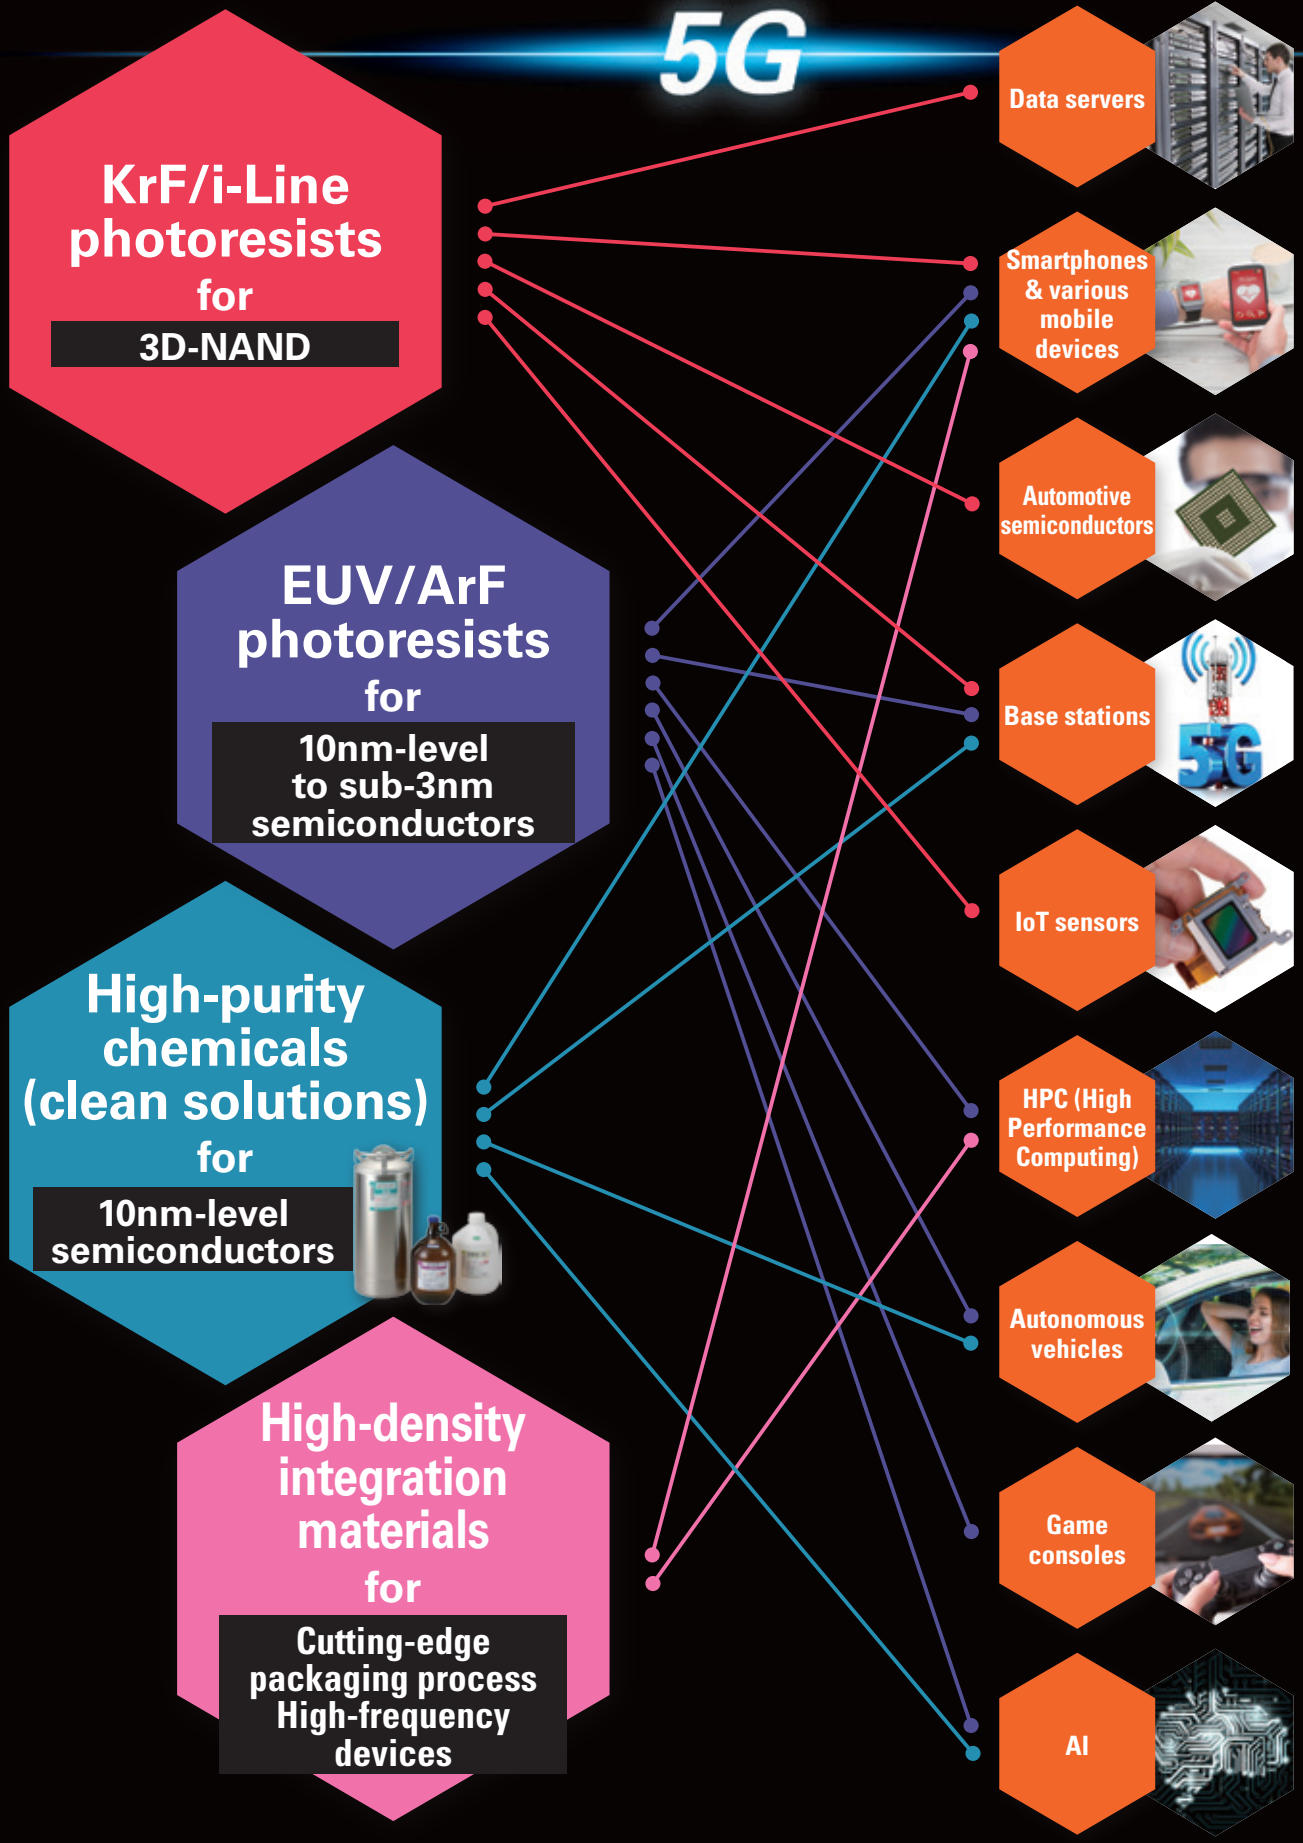 5G
KrF/i-Line
photoresists
for
3D-NAND
EUV/ArF
photoresists
for
10nm-level
to sub-3nm
semiconductors
High-purity
chemicals
(clean solutions)
for
10nm-level
semiconductors
High-density
integration
materials
for
Cutting-edge
packaging process
High-frequency
devices
Data servers
Smartphones
& various
mobile
devices
Automotive
semiconductors
Base stations
5G
IoT sensors
HPC (High
Performance
Computing)
Autonomous
vehicles
Game
consoles
AI